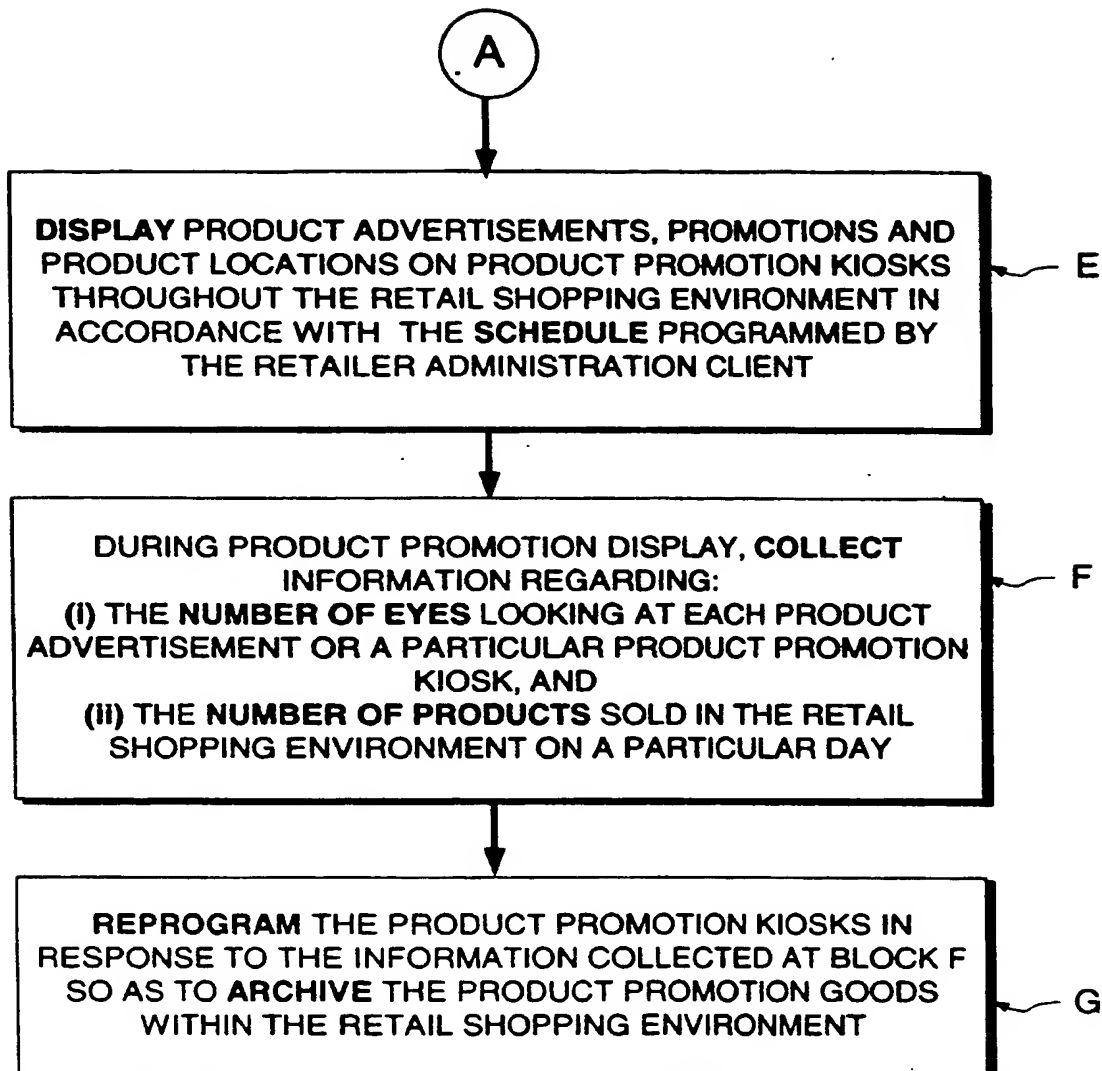 A
DISPLAY PRODUCT ADVERTISEMENTS, PROMOTIONS AND
PRODUCT LOCATIONS ON PRODUCT PROMOTION KIOSKS
THROUGHOUT THE RETAIL SHOPPING ENVIRONMENT IN
ACCORDANCE WITH THE SCHEDULE PROGRAMMED BY
THE RETAILER ADMINISTRATION CLIENT
E
DURING PRODUCT PROMOTION DISPLAY, COLLECT
INFORMATION REGARDING:
(i) THE NUMBER OF EYES LOOKING AT EACH PRODUCT
ADVERTISEMENT OR A PARTICULAR PRODUCT PROMOTION
KIOSK, AND
(ii) THE NUMBER OF PRODUCTS SOLD IN THE RETAIL
SHOPPING ENVIRONMENT ON A PARTICULAR DAY
F
REPROGRAM THE PRODUCT PROMOTION KIOSKS IN
RESPONSE TO THE INFORMATION COLLECTED AT BLOCK F
SO AS TO ARCHIVE THE PRODUCT PROMOTION GOODS
WITHIN THE RETAIL SHOPPING ENVIRONMENT
G